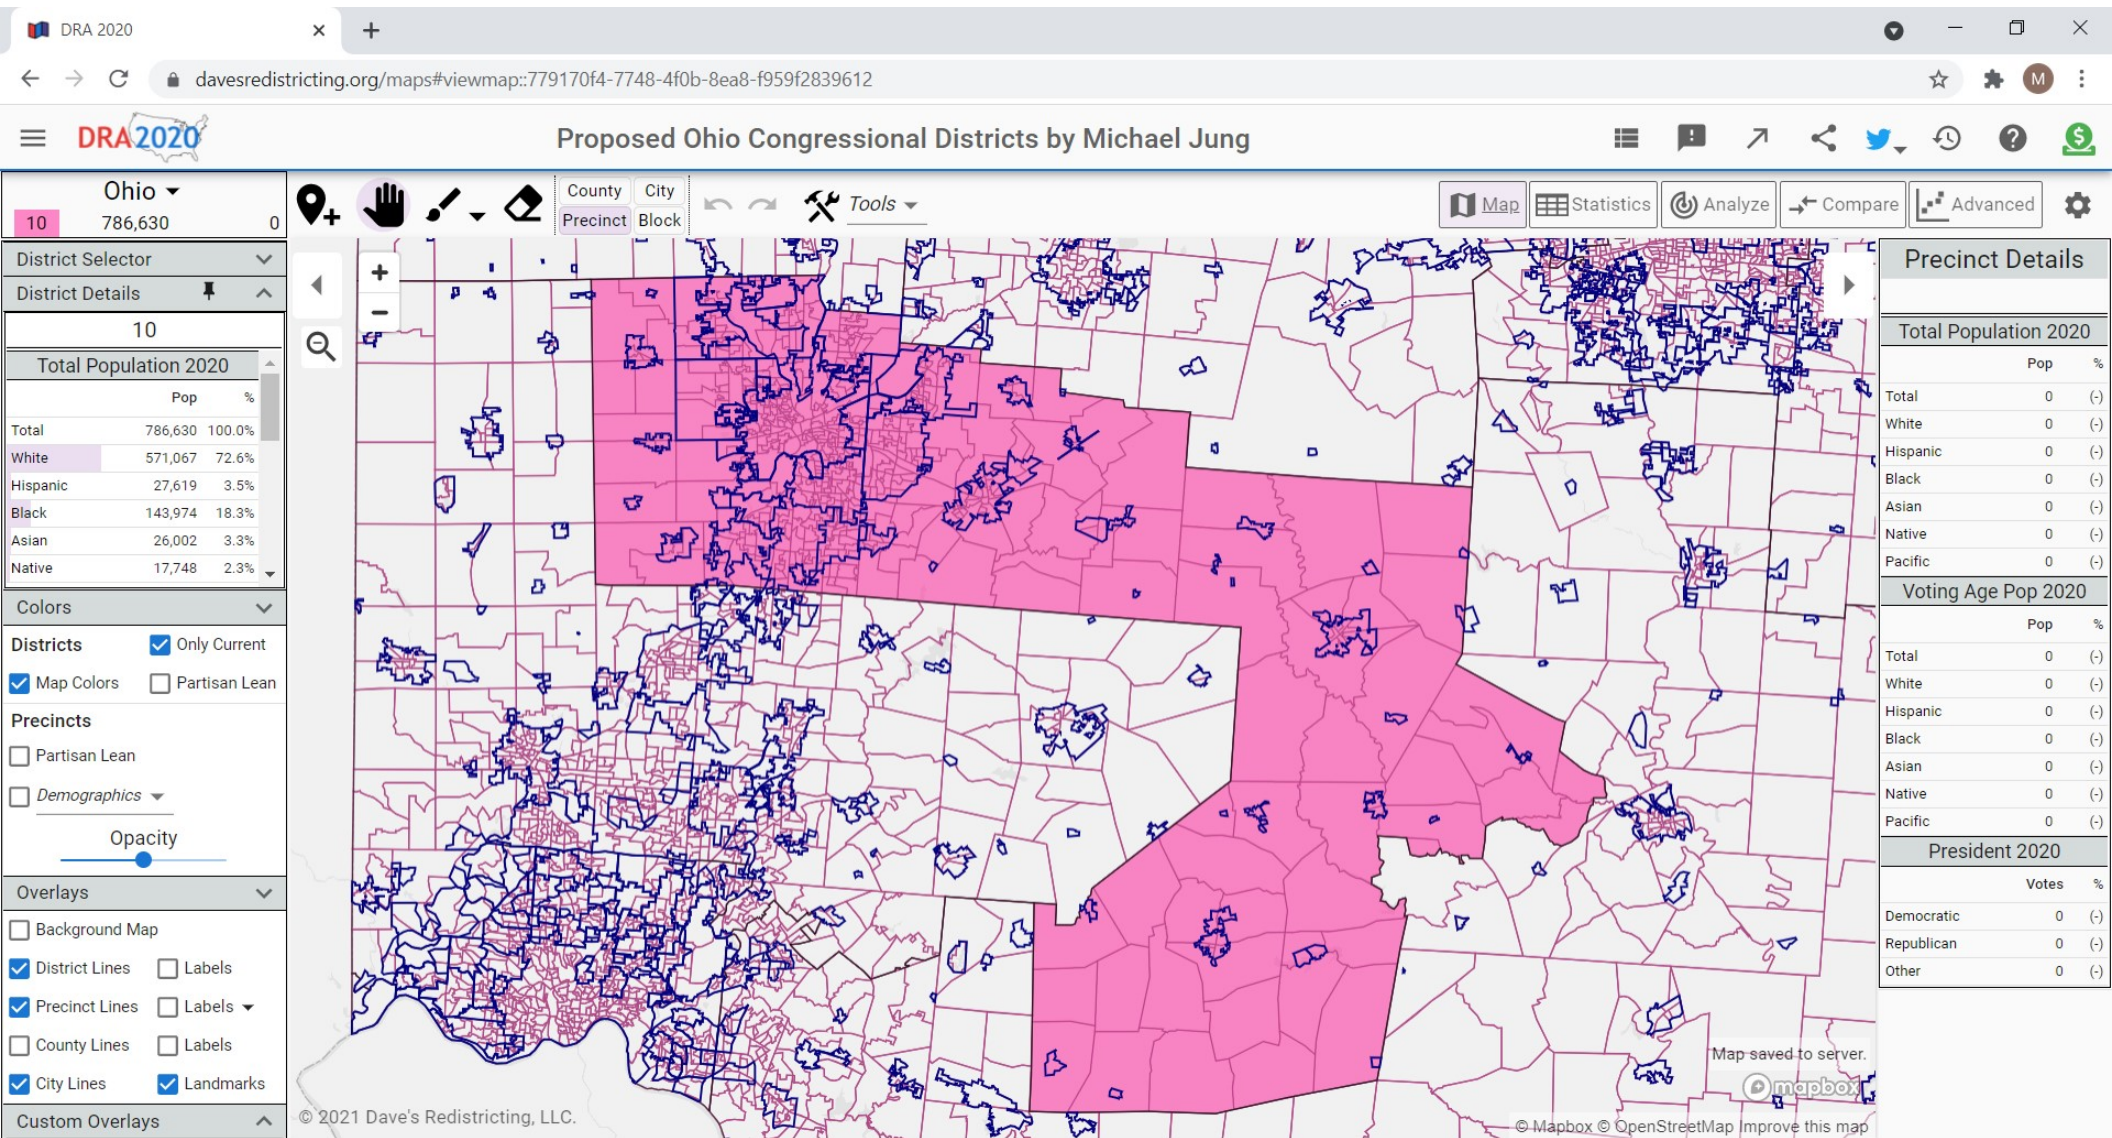 DRA 2020
davesredistricting.org/maps#viewmap::779170f4-7748-4f0b-8ea8-f959f2839612
M
DRA2020
Proposed Ohio Congressional Districts by Michael Jung
Ohio
10 786,630 0
County City
Precinct Block
Tools
Map Statistics Analyze Compare Advanced
District Selector
District Details
10
Total Population 2020
Pop %
Total 786,630 100.0%
White 571,067 72.6%
Hispanic 27,619 3.5%
Black 143,974 18.3%
Asian 26,002 3.3%
Native 17,748 2.3%
Colors
Districts Only Current
Map Colors Partisan Lean
Precincts
Partisan Lean
Demographics
Opacity
Overlays
Background Map
District Lines Labels
Precinct Lines Labels
County Lines Labels
City Lines Landmarks
Custom Overlays
Map saved to server.
mapbox
© 2021 Dave's Redistricting, LLC.
© Mapbox © OpenStreetMap Improve this map
Precinct Details
Total Population 2020
Pop %
Total 0 (-)
White 0 (-)
Hispanic 0 (-)
Black 0 (-)
Asian 0 (-)
Native 0 (-)
Pacific 0 (-)
Voting Age Pop 2020
Pop %
Total 0 (-)
White 0 (-)
Hispanic 0 (-)
Black 0 (-)
Asian 0 (-)
Native 0 (-)
Pacific 0 (-)
President 2020
Votes %
Democratic 0 (-)
Republican 0 (-)
Other 0 (-)